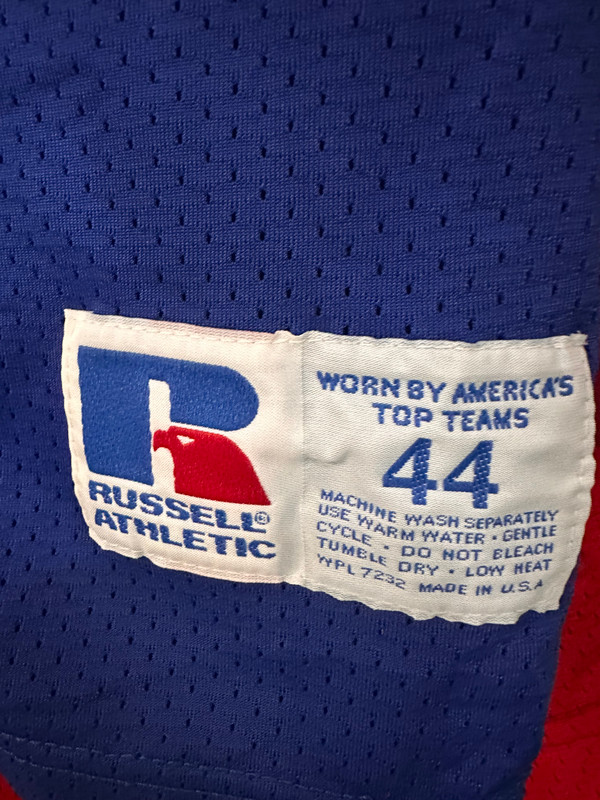 RUSSELL®
ATHLETIC
WORN BY AMERICA'S
TOP TEAMS
44
MACHINE WASH SEPARATELY
USE WARM WATER · GENTLE
CYCLE · DO NOT BLEACH
TUMBLE DRY · LOW HEAT
WPL 7232 MADE IN U.S.A